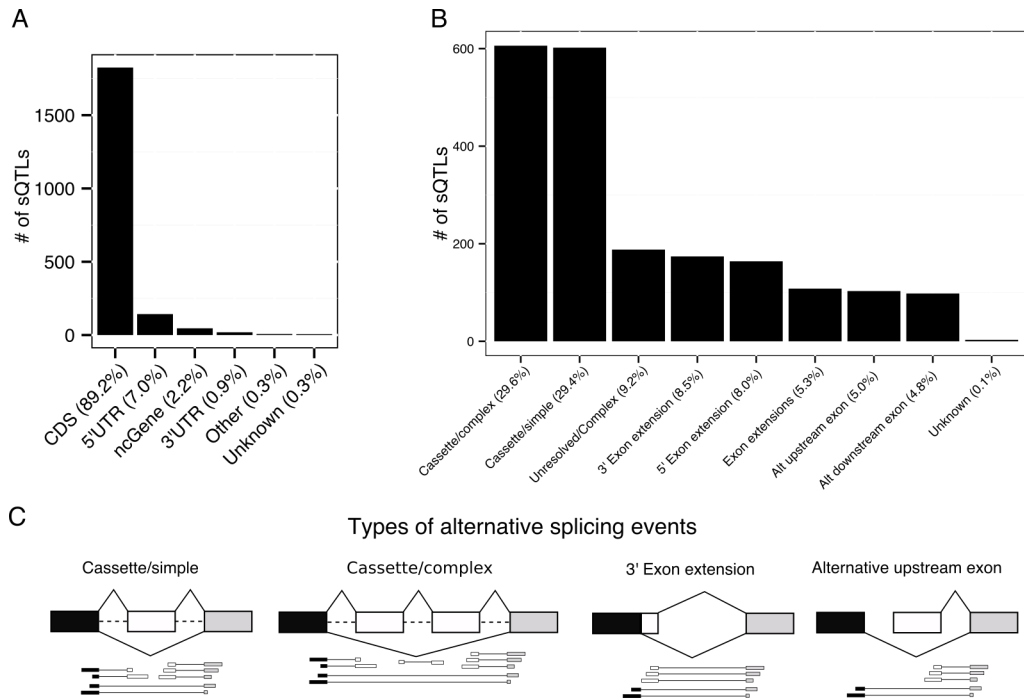 A
# of sQTLs
1500
1000
500
0
CDS (89.2%)
5'UTR (7.0%)
ncGene (2.2%)
3'UTR (0.9%)
Other (0.3%)
Unknown (0.3%)
B
# of sQTLs
600
400
200
0
Cassette/complex (29.6%)
Cassette/simple (29.4%)
Unresolved/Complex (9.2%)
3' Exon extension (8.5%)
5' Exon extension (8.0%)
Exon extensions (5.3%)
Alt upstream exon (5.0%)
Alt downstream exon (4.8%)
Unknown (0.1%)
C
Types of alternative splicing events
Cassette/simple
Cassette/complex
3' Exon extension
Alternative upstream exon